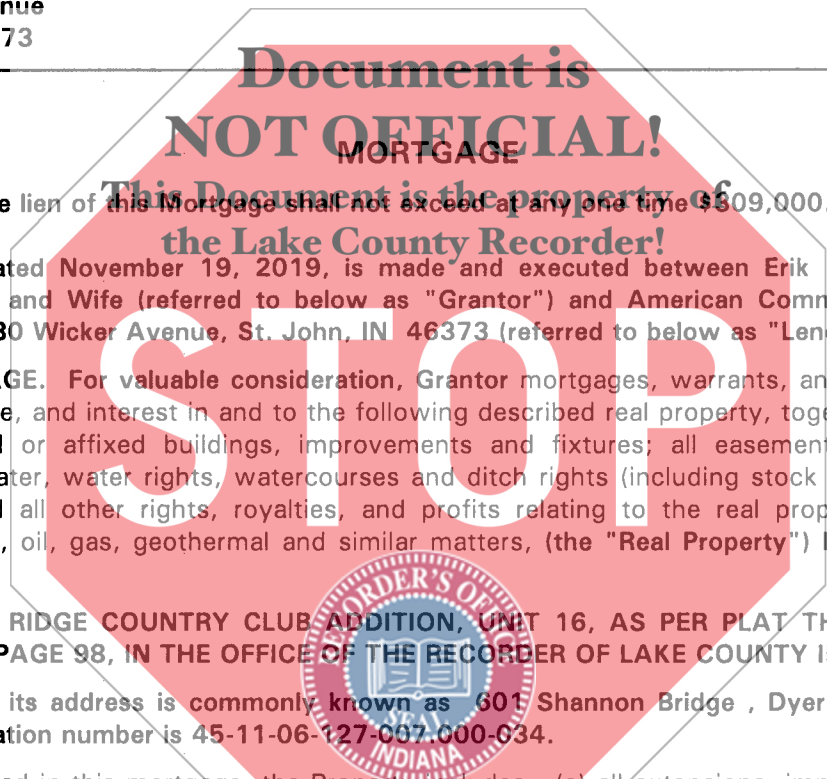 nue
73
Document is
NOT OFFICIAL!
MORTGAGE
This Document is the property of
e lien of this Mortgage shall not exceed at any one time $309,000.
the Lake County Recorder!
ated November 19, 2019, is made and executed between Erik
and Wife (referred to below as "Grantor") and American Comm
30 Wicker Avenue, St. John, IN 46373 (referred to below as "Len
GE. For valuable consideration, Grantor mortgages, warrants, an
e, and interest in and to the following described real property, toge
or affixed buildings, improvements and fixtures; all easement
ater, water rights, watercourses and ditch rights (including stock
all other rights, royalties, and profits relating to the real prop
, oil, gas, geothermal and similar matters, (the "Real Property") l
STOP
RIDGE COUNTRY CLUB ADDITION, UNIT 16, AS PER PLAT TH
PAGE 98, IN THE OFFICE OF THE RECORDER OF LAKE COUNTY I
its address is commonly known as 601 Shannon Bridge , Dyer
ation number is 45-11-06-127-007.000-034.
RECORDER'S OFFICE
SEAL
INDIANA